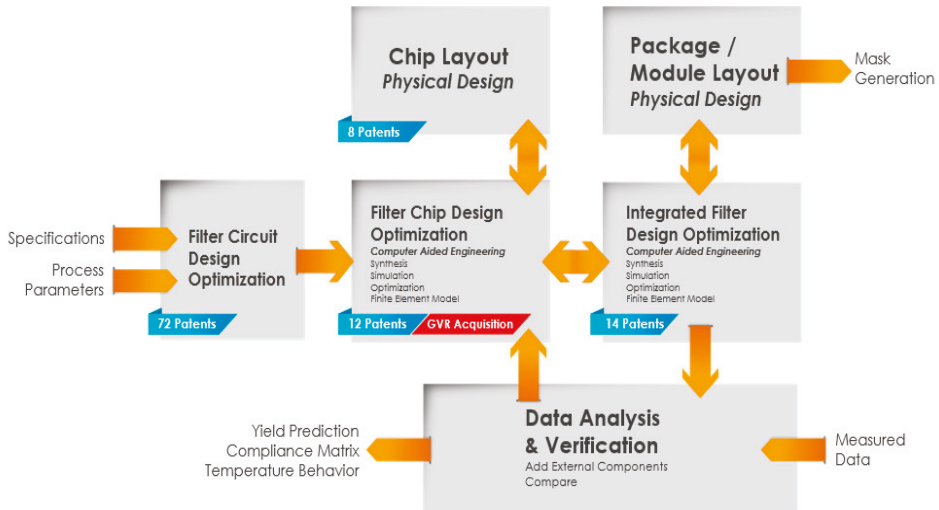 Chip Layout
Physical Design
8 Patents
Package /
Module Layout
Physical Design
Mask
Generation
Specifications
Process
Parameters
Filter Circuit
Design
Optimization
72 Patents
Filter Chip Design
Optimization
Computer Aided Engineering
Synthesis
Simulation
Optimization
Finite Element Model
12 Patents
GVR Acquisition
Integrated Filter
Design Optimization
Computer Aided Engineering
Synthesis
Simulation
Optimization
Finite Element Model
14 Patents
Yield Prediction
Compliance Matrix
Temperature Behavior
Data Analysis
& Verification
Add External Components
Compare
Measured
Data